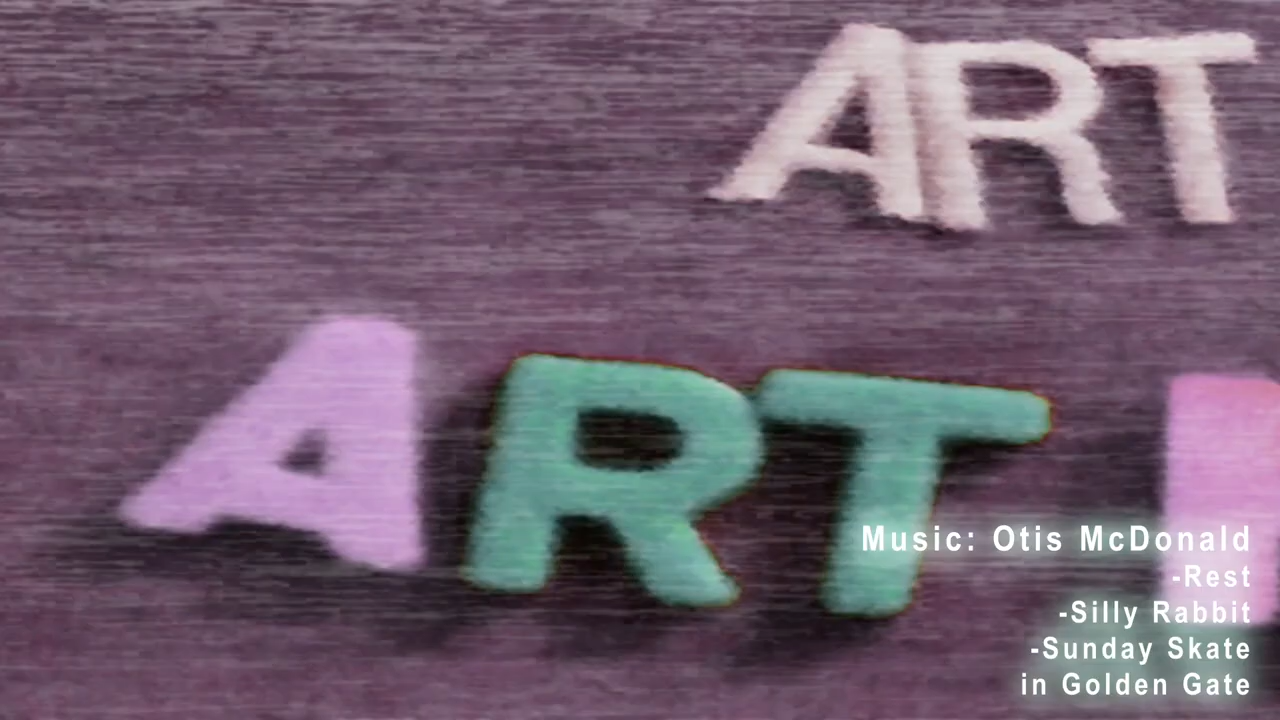 ART
ART
Music: Otis McDonald
-Rest
-Silly Rabbit
-Sunday Skate
in Golden Gate